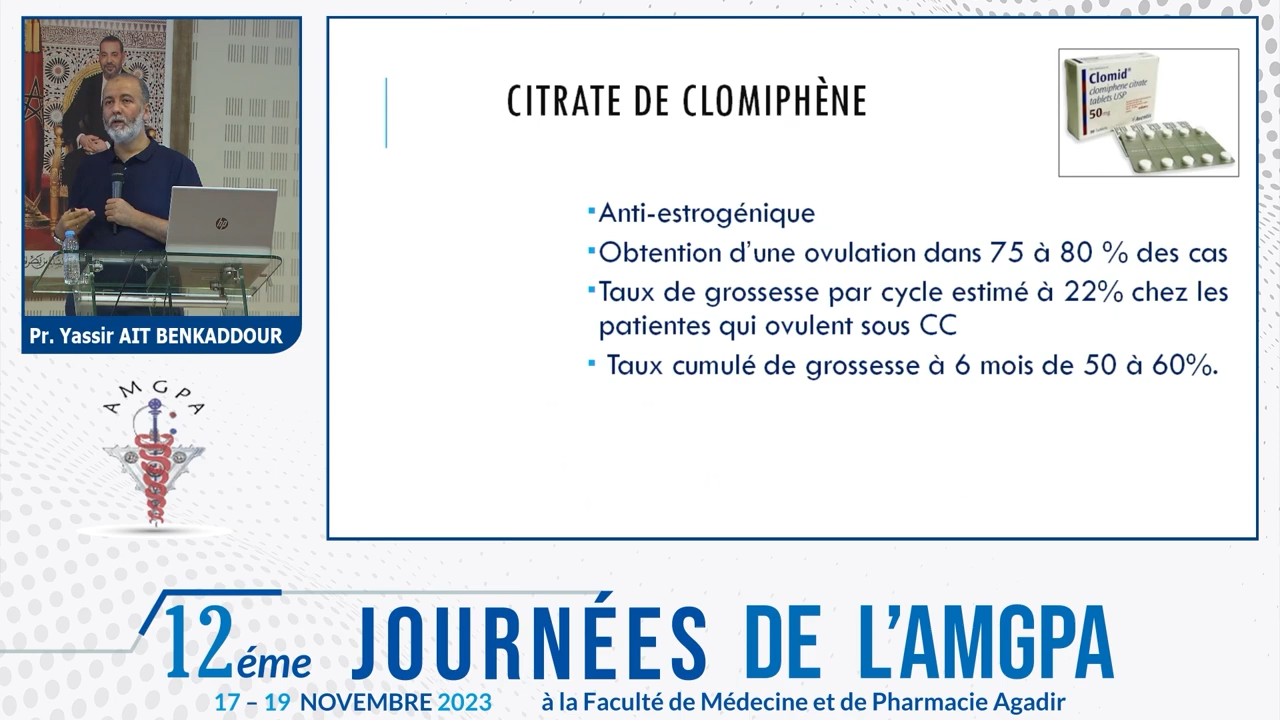 CITRATE DE CLOMIPHÈNE
Clomid®
clomiphene citrate
tablets USP
50mg
▪Anti-estrogénique
▪Obtention d'une ovulation dans 75 à 80 % des cas
▪Taux de grossesse par cycle estimé à 22% chez les
patientes qui ovulent sous CC
▪ Taux cumulé de grossesse à 6 mois de 50 à 60%.
hp
Pr. Yassir AIT BENKADDOUR
AMGPA
12éme JOURNÉES DE L'AMGPA
17 – 19 NOVEMBRE 2023 à la Faculté de Médecine et de Pharmacie Agadir